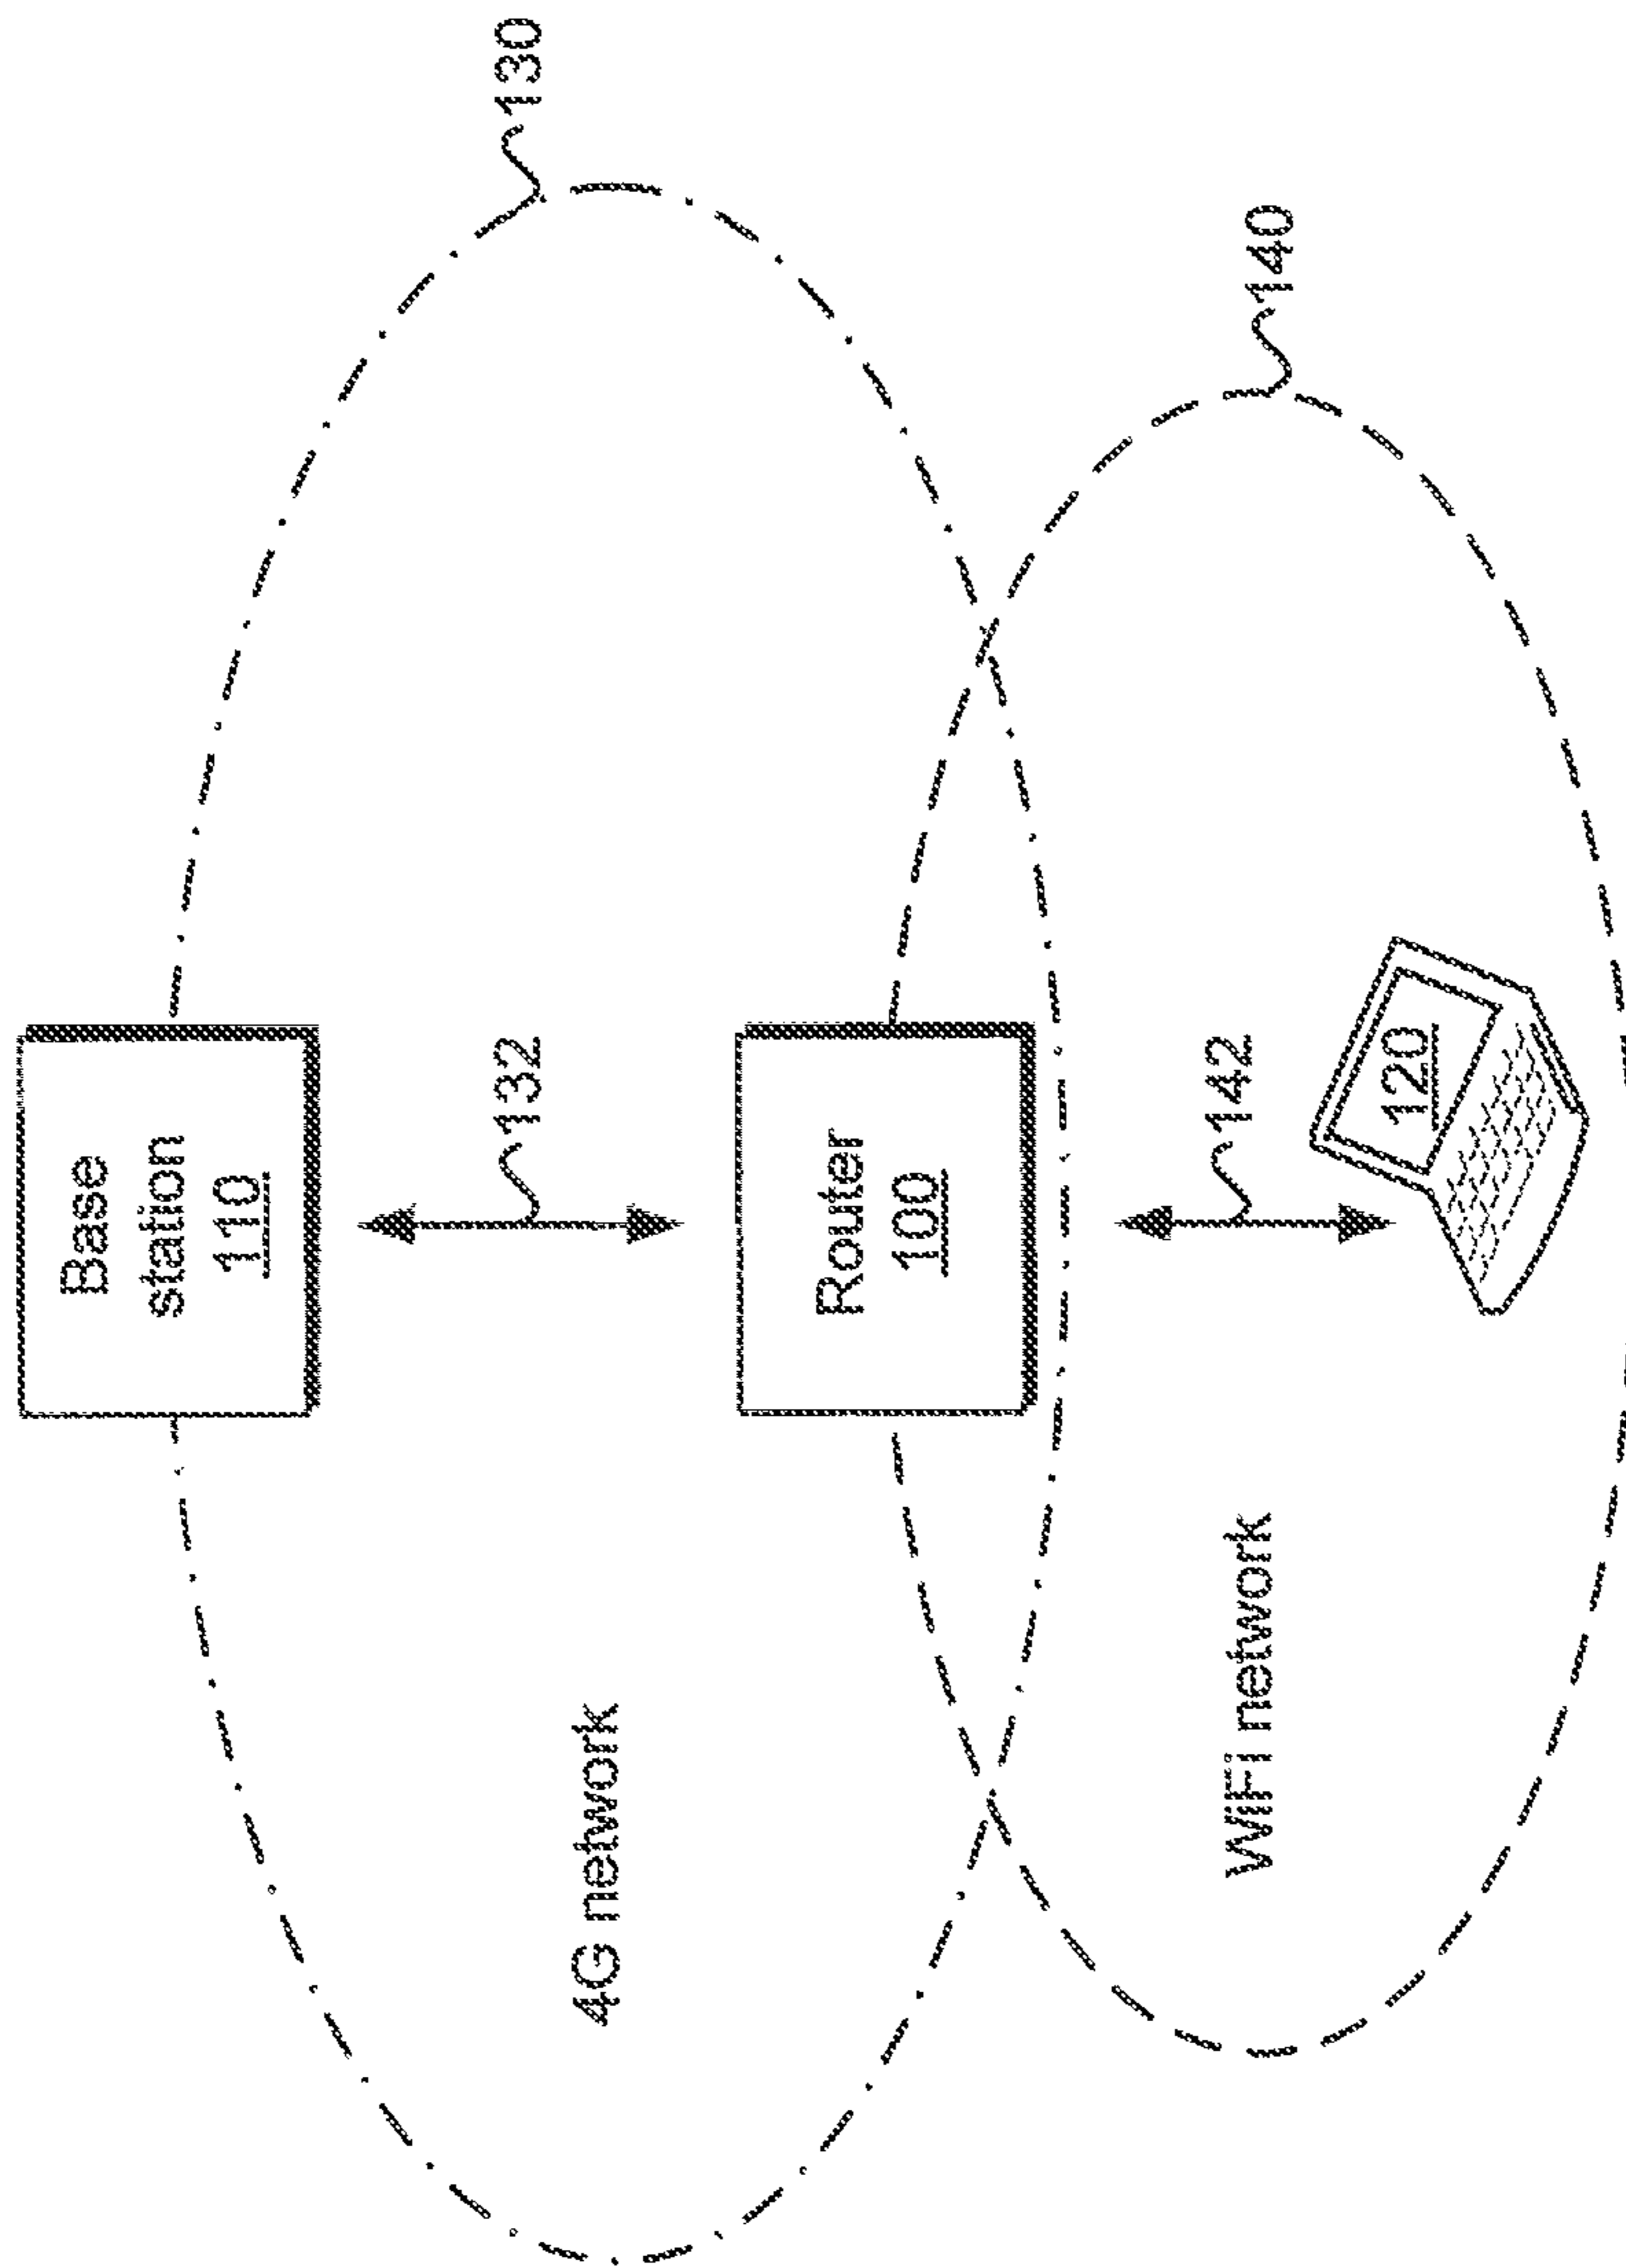 Base
station
110
132
130
4G network
Router
100
142
140
WiFi network
120